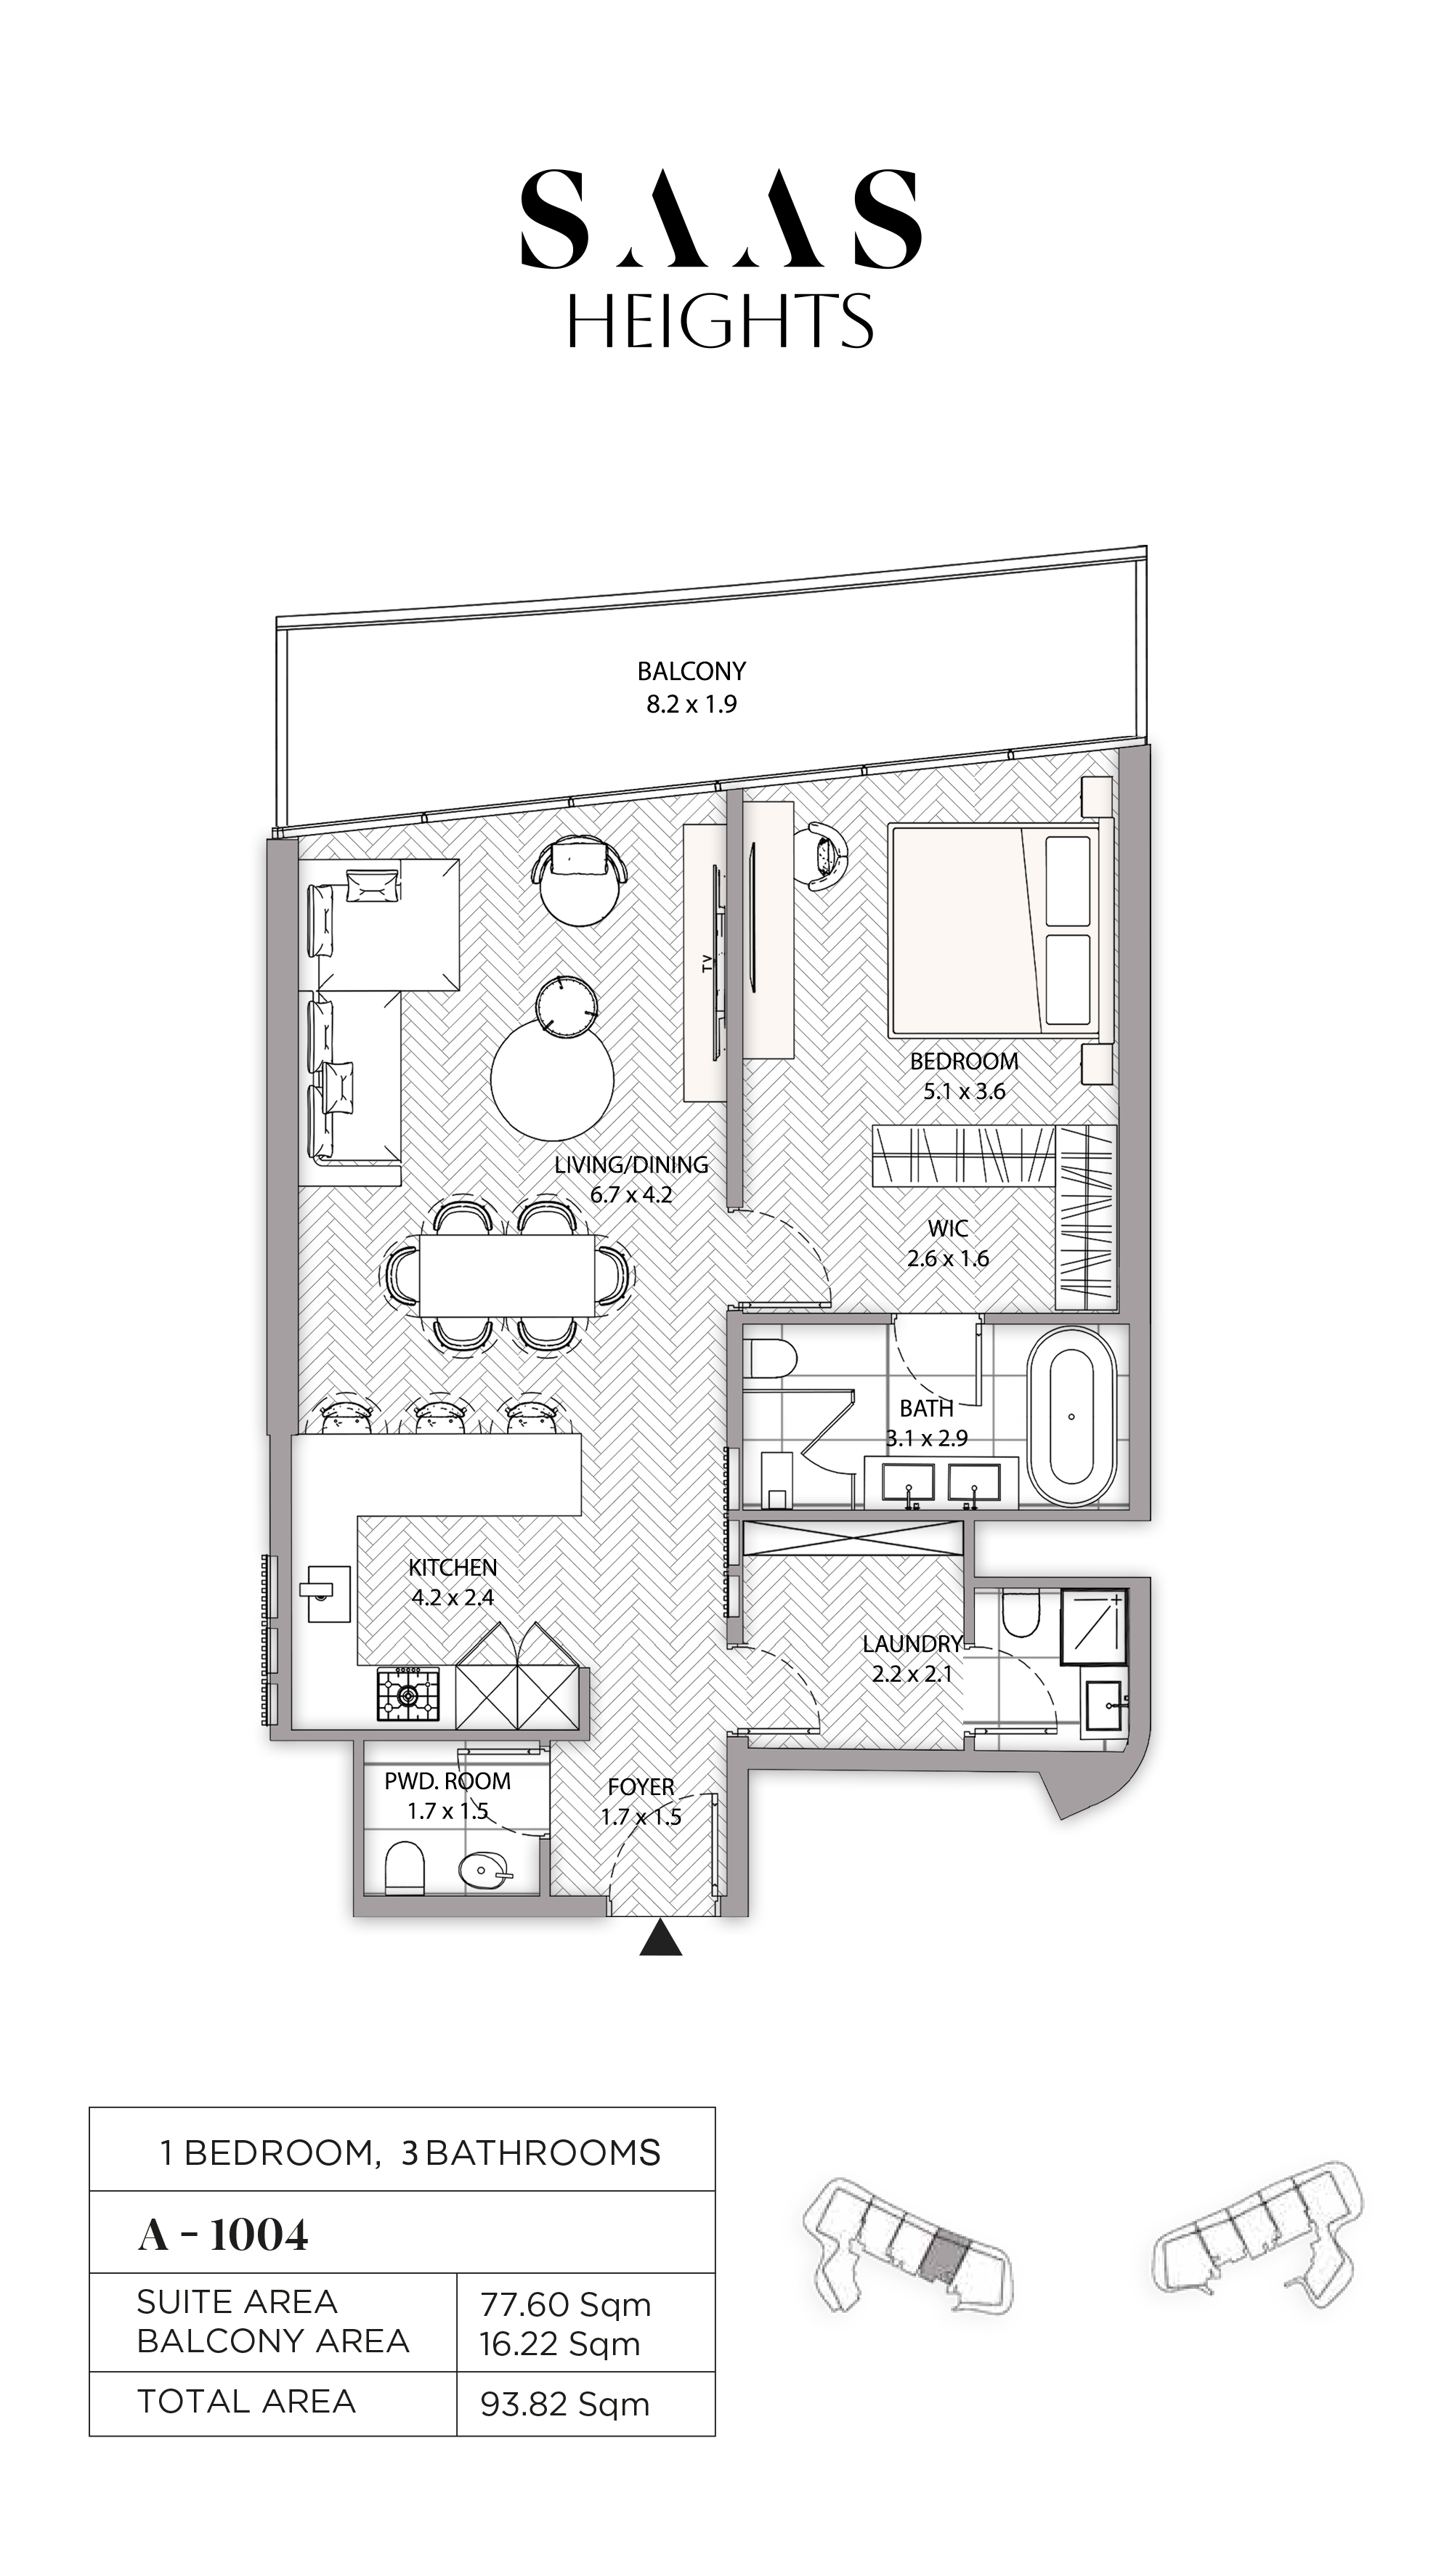 SAAS
HEIGHTS
BALCONY
8.2 x 1.9
TV
BEDROOM
5.1 x 3.6
LIVING/DINING
6.7 x 4.2
WIC
2.6 x 1.6
BATH
3.1 x 2.9
KITCHEN
4.2 x 2.4
LAUNDRY
2.2 x 2.1
PWD. ROOM
1.7 x 1.5
FOYER
1.7 x 1.5
1 BEDROOM, 3 BATHROOMS
A - 1004
SUITE AREA 77.60 Sqm
BALCONY AREA 16.22 Sqm
TOTAL AREA 93.82 Sqm